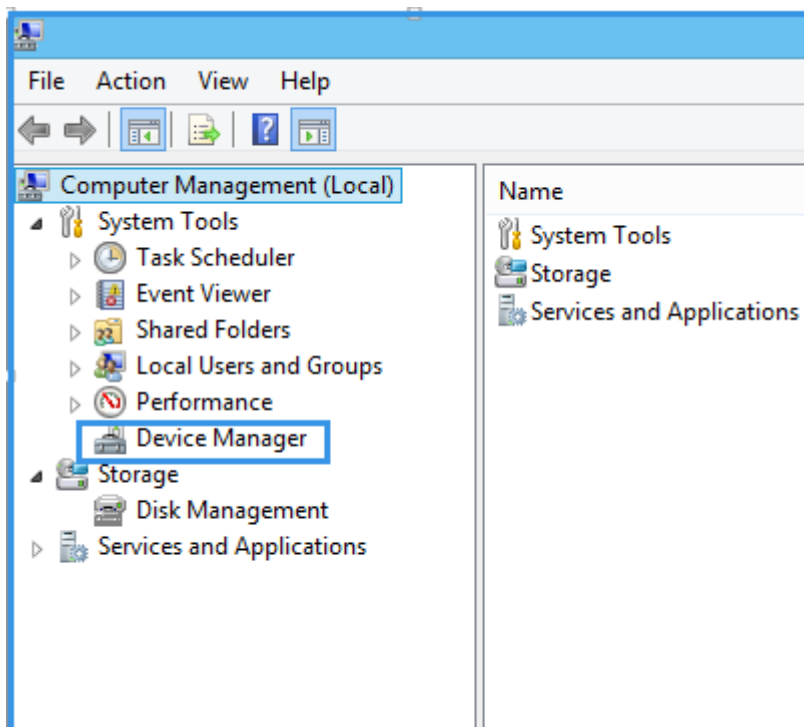 File Action View Help
Computer Management (Local)
System Tools
Task Scheduler
Event Viewer
Shared Folders
Local Users and Groups
Performance
Device Manager
Storage
Disk Management
Services and Applications
Name
System Tools
Storage
Services and Applications